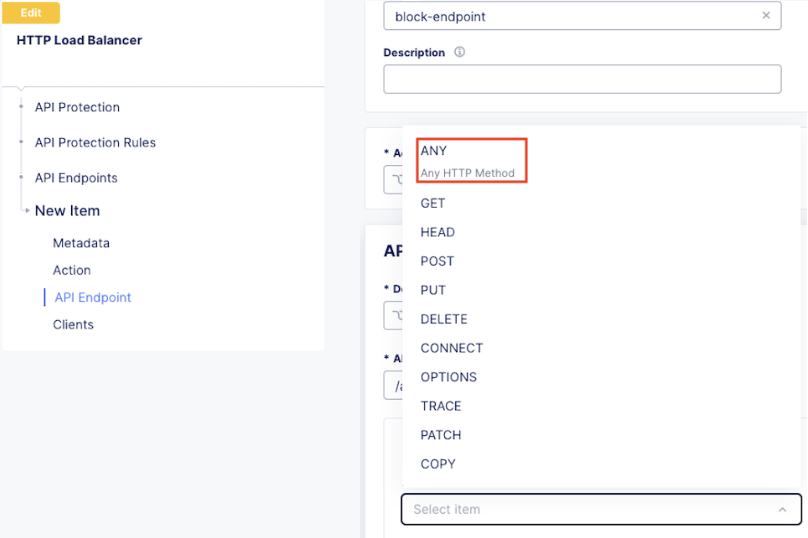 Edit
HTTP Load Balancer
API Protection
API Protection Rules
API Endpoints
New Item
Metadata
Action
API Endpoint
Clients
block-endpoint
Description
ANY
Any HTTP Method
GET
HEAD
POST
PUT
DELETE
CONNECT
OPTIONS
TRACE
PATCH
COPY
Select item